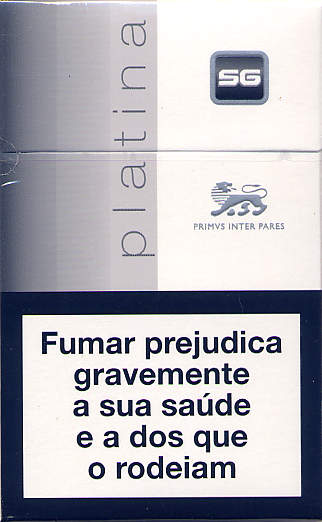 platina
SG
PRIMVS INTER PARES
Fumar prejudica
gravemente
a sua saúde
e a dos que
o rodeiam